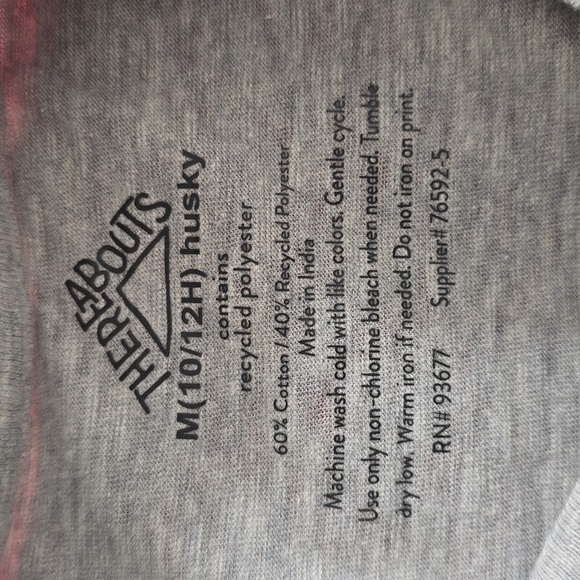 THEREABOUTS
M(10/12H) husky
contains
recycled polyester
60% Cotton / 40% Recycled Polyester
Made in India
Machine wash cold with like colors, Gentle cycle.
Use only non-chlorine bleach when needed. Tumble
dry low. Warm iron if needed. Do not iron on print.
RN# 93677 Supplier# 76592-5